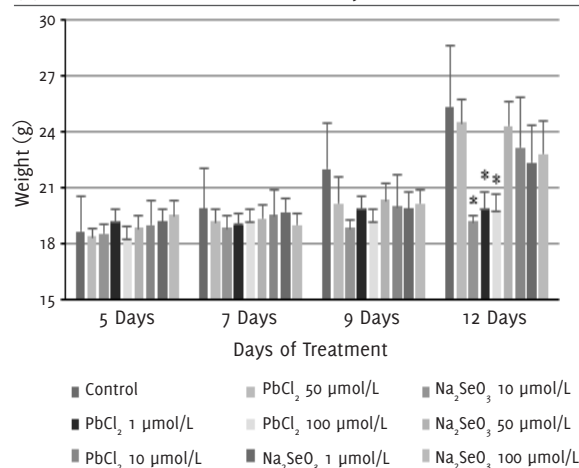 30
27
24
21
18
15
Weight (g)
* * *
5 Days 7 Days 9 Days 12 Days
Days of Treatment
Control
PbCl₂ 50 µmol/L
Na₂SeO₃ 10 µmol/L
PbCl₂ 1 µmol/L
PbCl₂ 100 µmol/L
Na₂SeO₃ 50 µmol/L
PbCl₂ 10 µmol/L
Na₂SeO₃ 1 µmol/L
Na₂SeO₃ 100 µmol/L